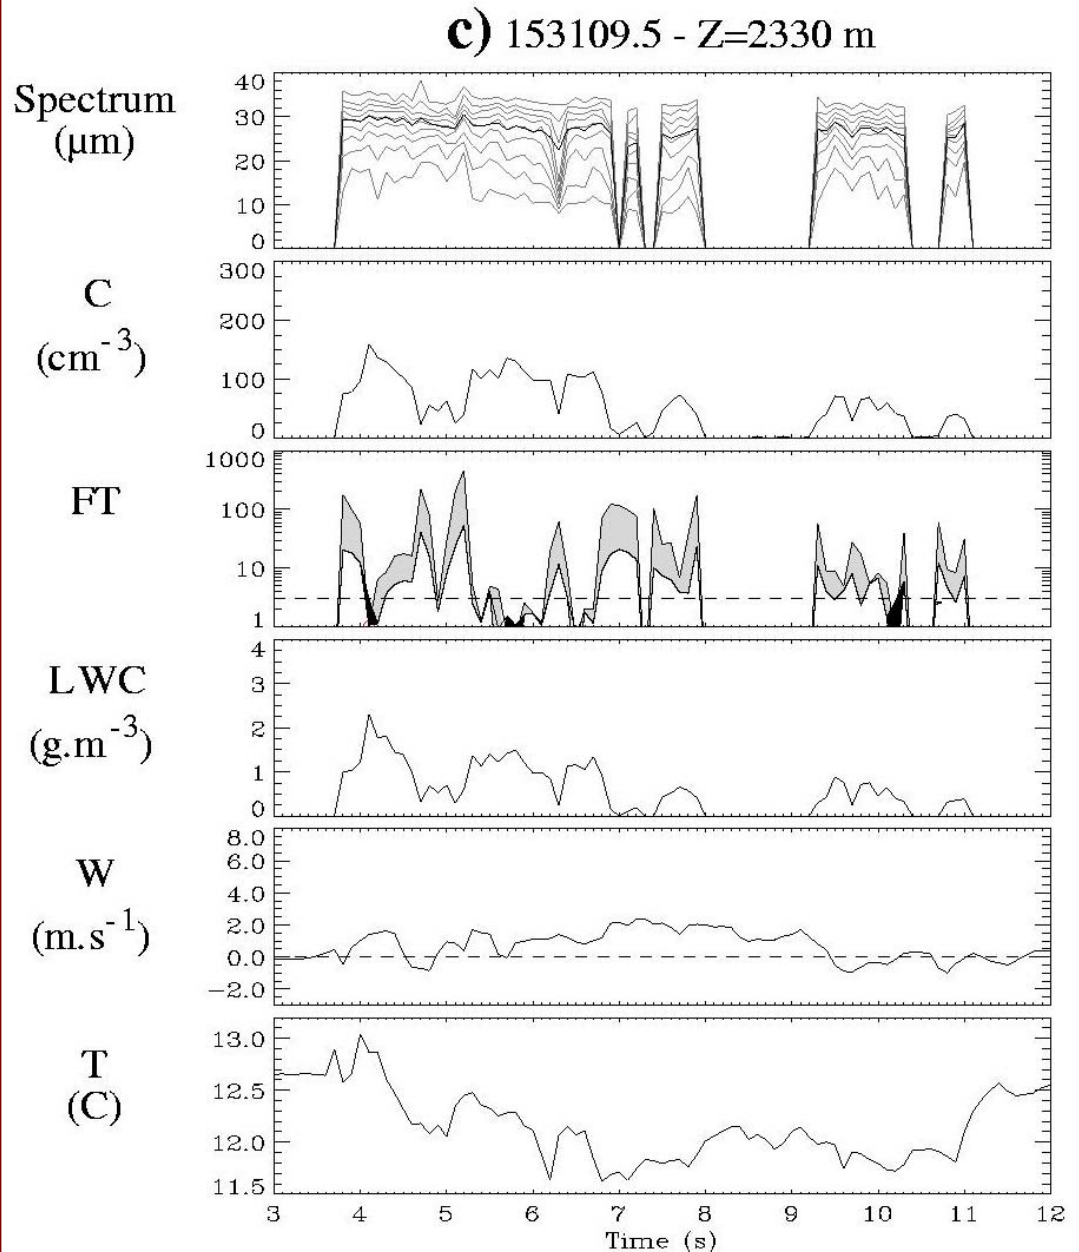 c) 153109.5 - Z=2330 m
Spectrum
(µm)
40
30
20
10
0
C
(cm-3)
300
200
100
0
FT
1000
100
10
1
LWC
(g.m-3)
4
3
2
1
0
W
(m.s-1)
8.0
6.0
4.0
2.0
0.0
−2.0
T
(C)
13.0
12.5
12.0
11.5
3 4 5 6 7 8 9 10 11 12
Time (s)